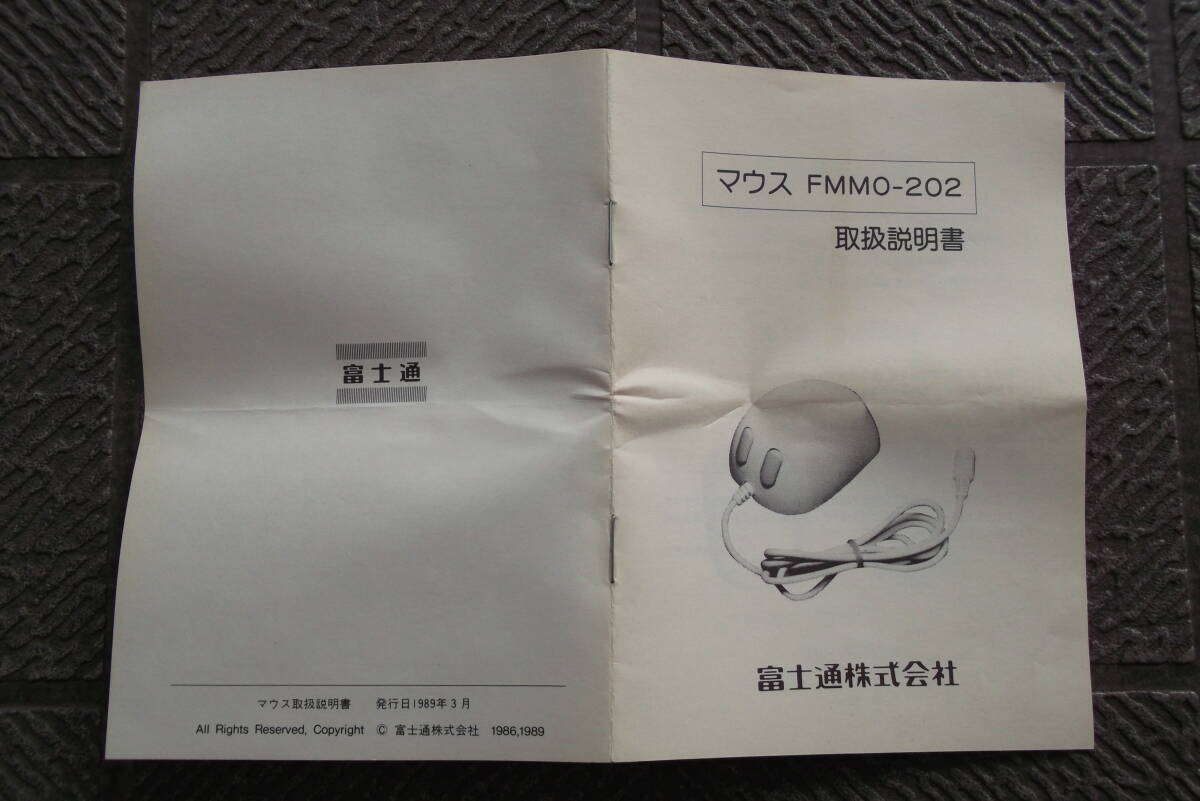 富士通
マウス取扱説明書 発行日1989年3月
All Rights Reserved, Copyright © 富士通株式会社 1986,1989
マウス FMMO-202
取扱説明書
富士通株式会社